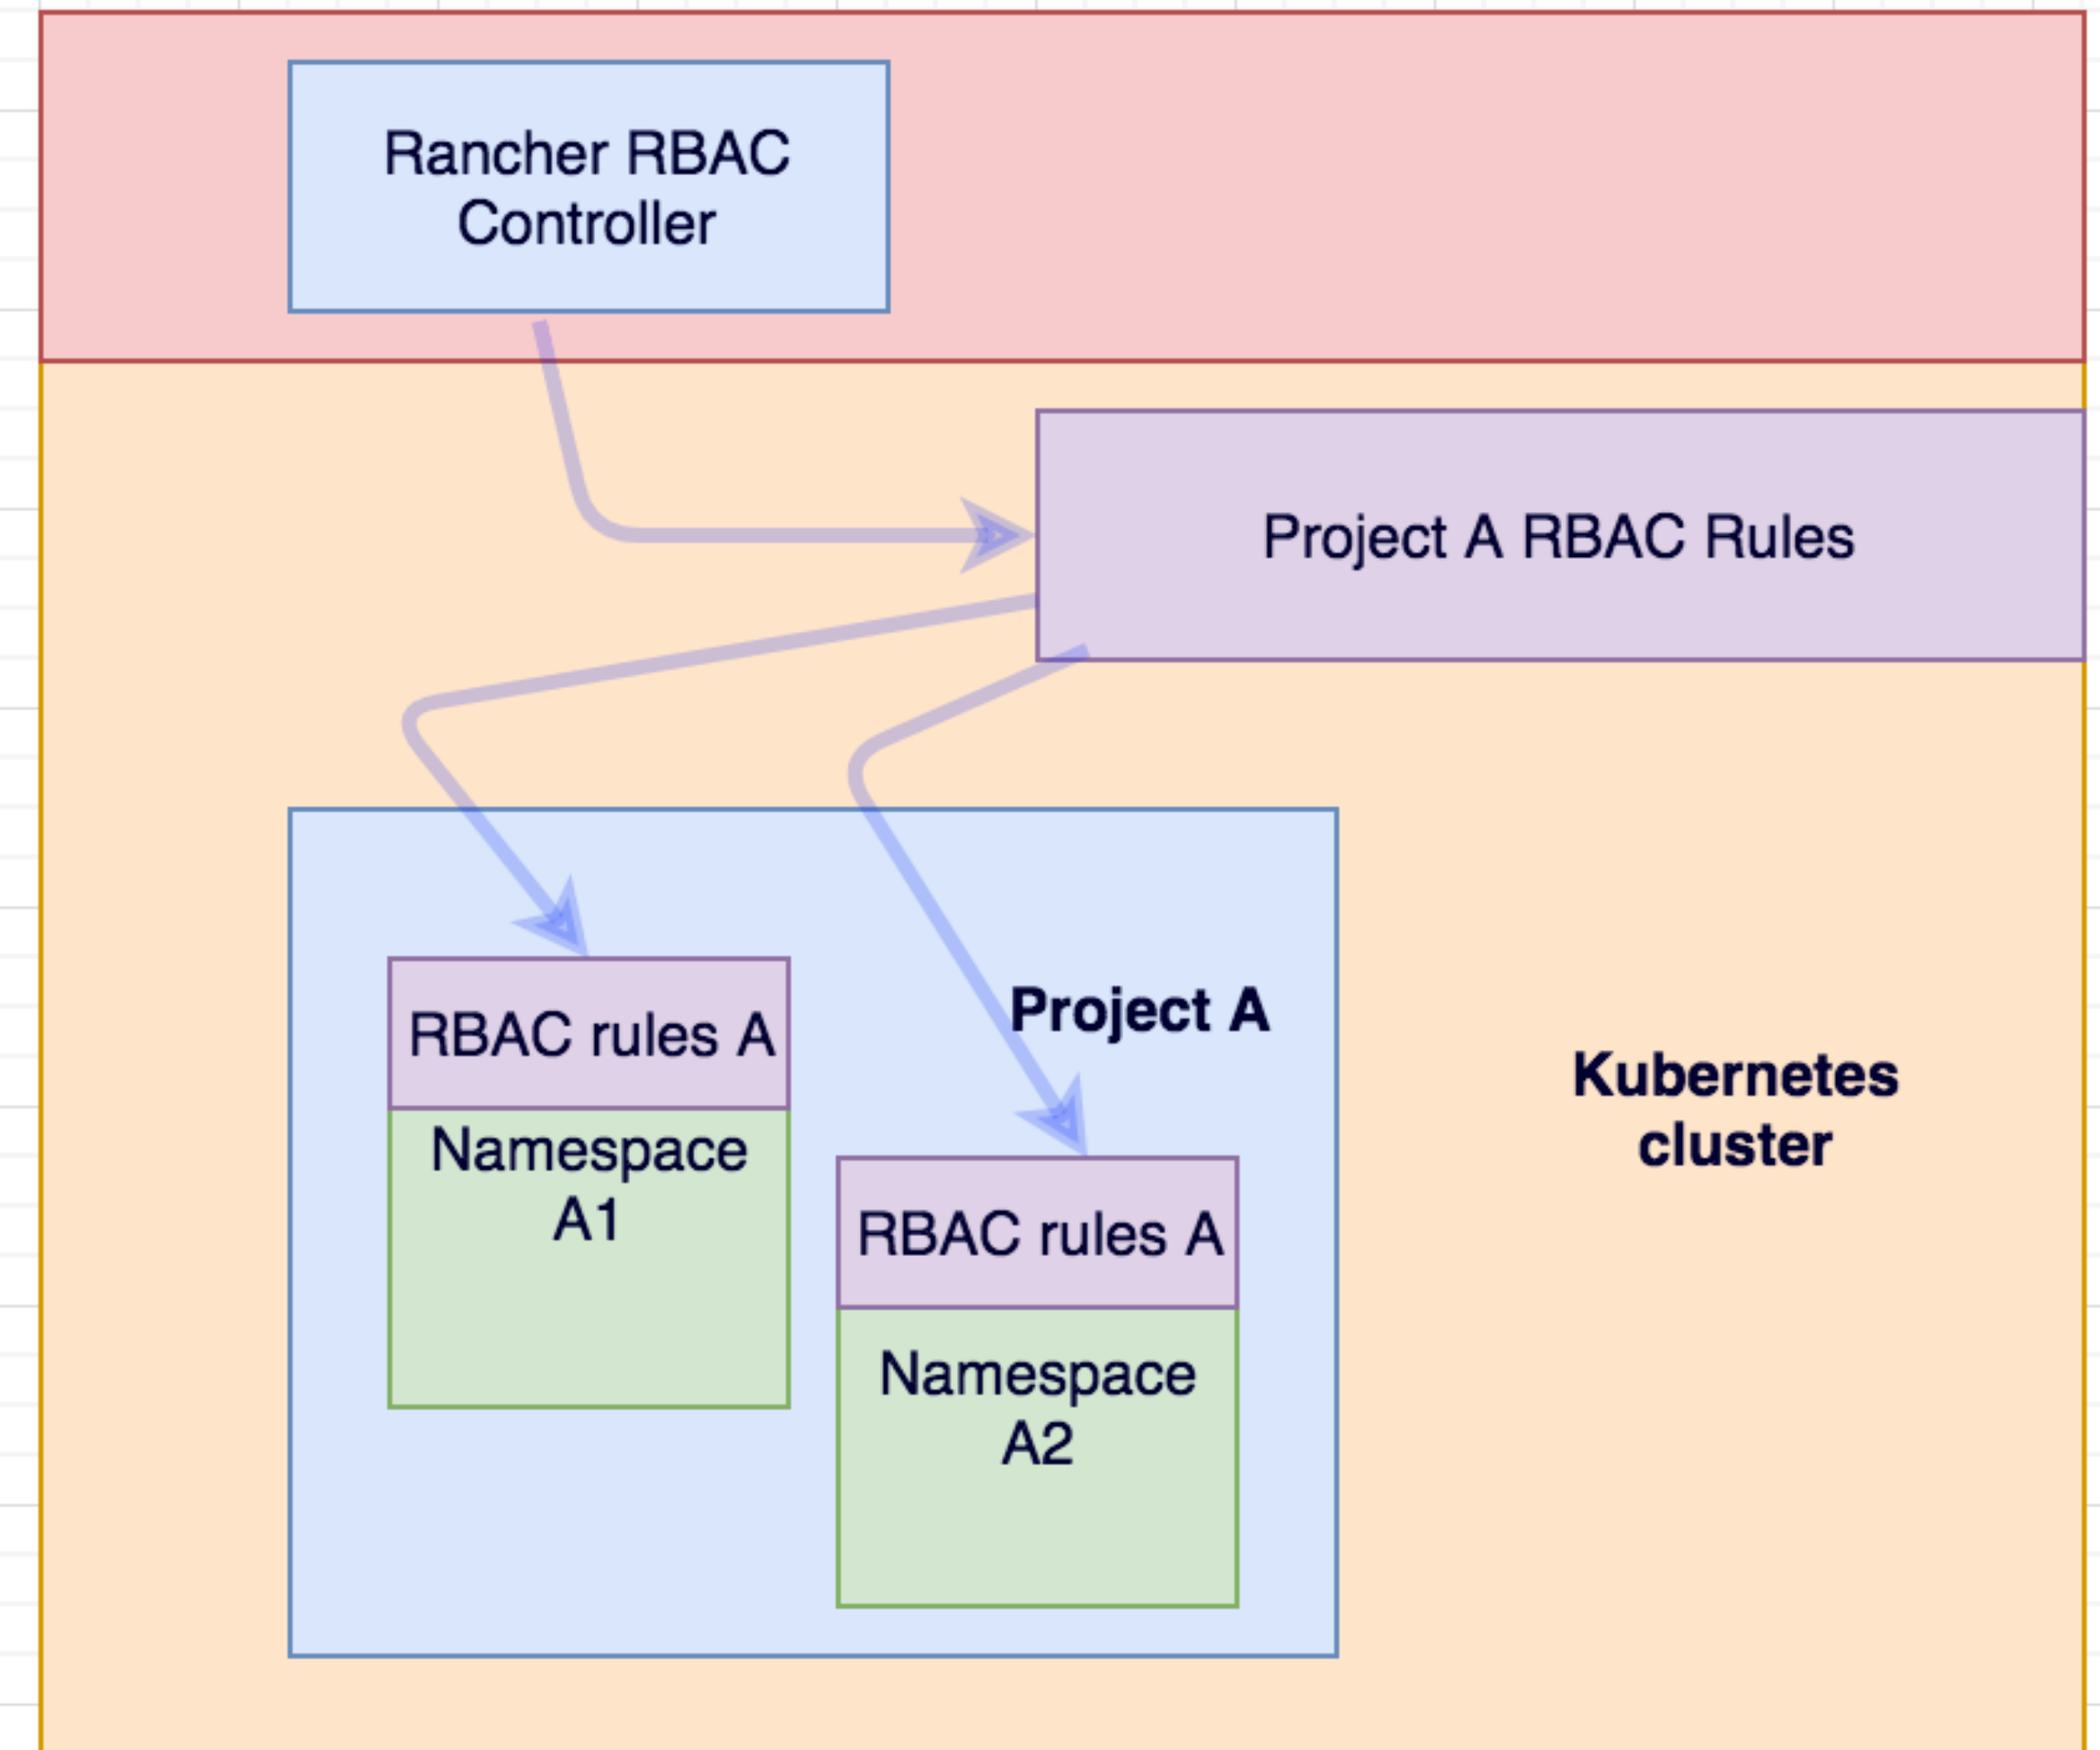 Rancher RBAC
Controller
Project A RBAC Rules
Project A
RBAC rules A
Namespace
A1
RBAC rules A
Namespace
A2
Kubernetes
cluster